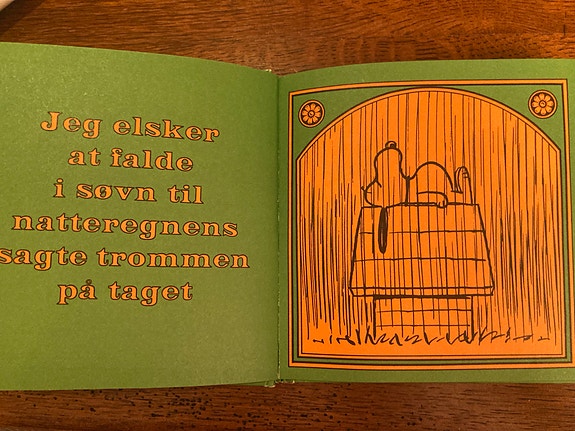 Jeg elsker
at falde
i søvn til
natteregnens
sagte trommen
på taget